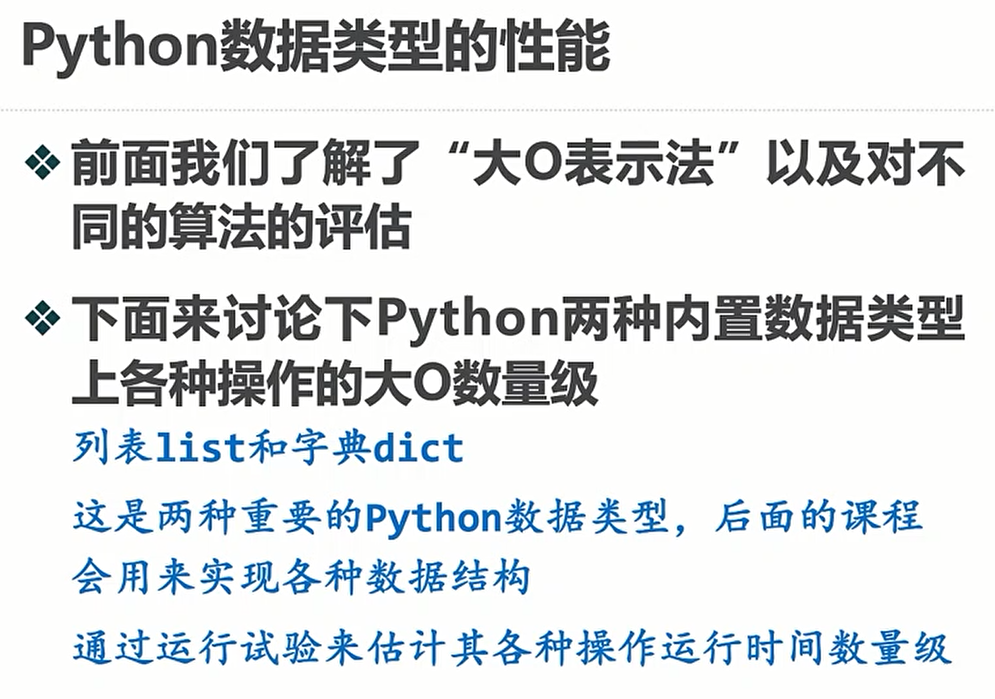 Python数据类型的性能
前面我们了解了“大O表示法”以及对不
同的算法的评估
下面来讨论下Python两种内置数据类型
上各种操作的大O数量级
列表list和字典dict
这是两种重要的Python数据类型，后面的课程
会用来实现各种数据结构
通过运行试验来估计其各种操作运行时间数量级